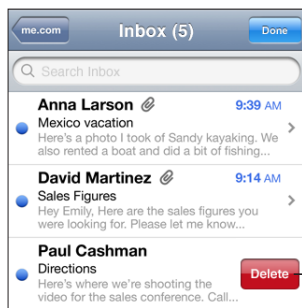 me.com Inbox (5) Done
Search Inbox
Anna Larson 9:39 AM
Mexico vacation
Here's a photo I took of Sandy kayaking. We
also rented a boat and did a bit of fishing...
David Martinez 9:14 AM
Sales Figures
Hey Emily, Here are the sales figures you
were looking for. Please let me know...
Paul Cashman
Directions Delete
Here's where we're shooting the
video for the sales conference. Call...